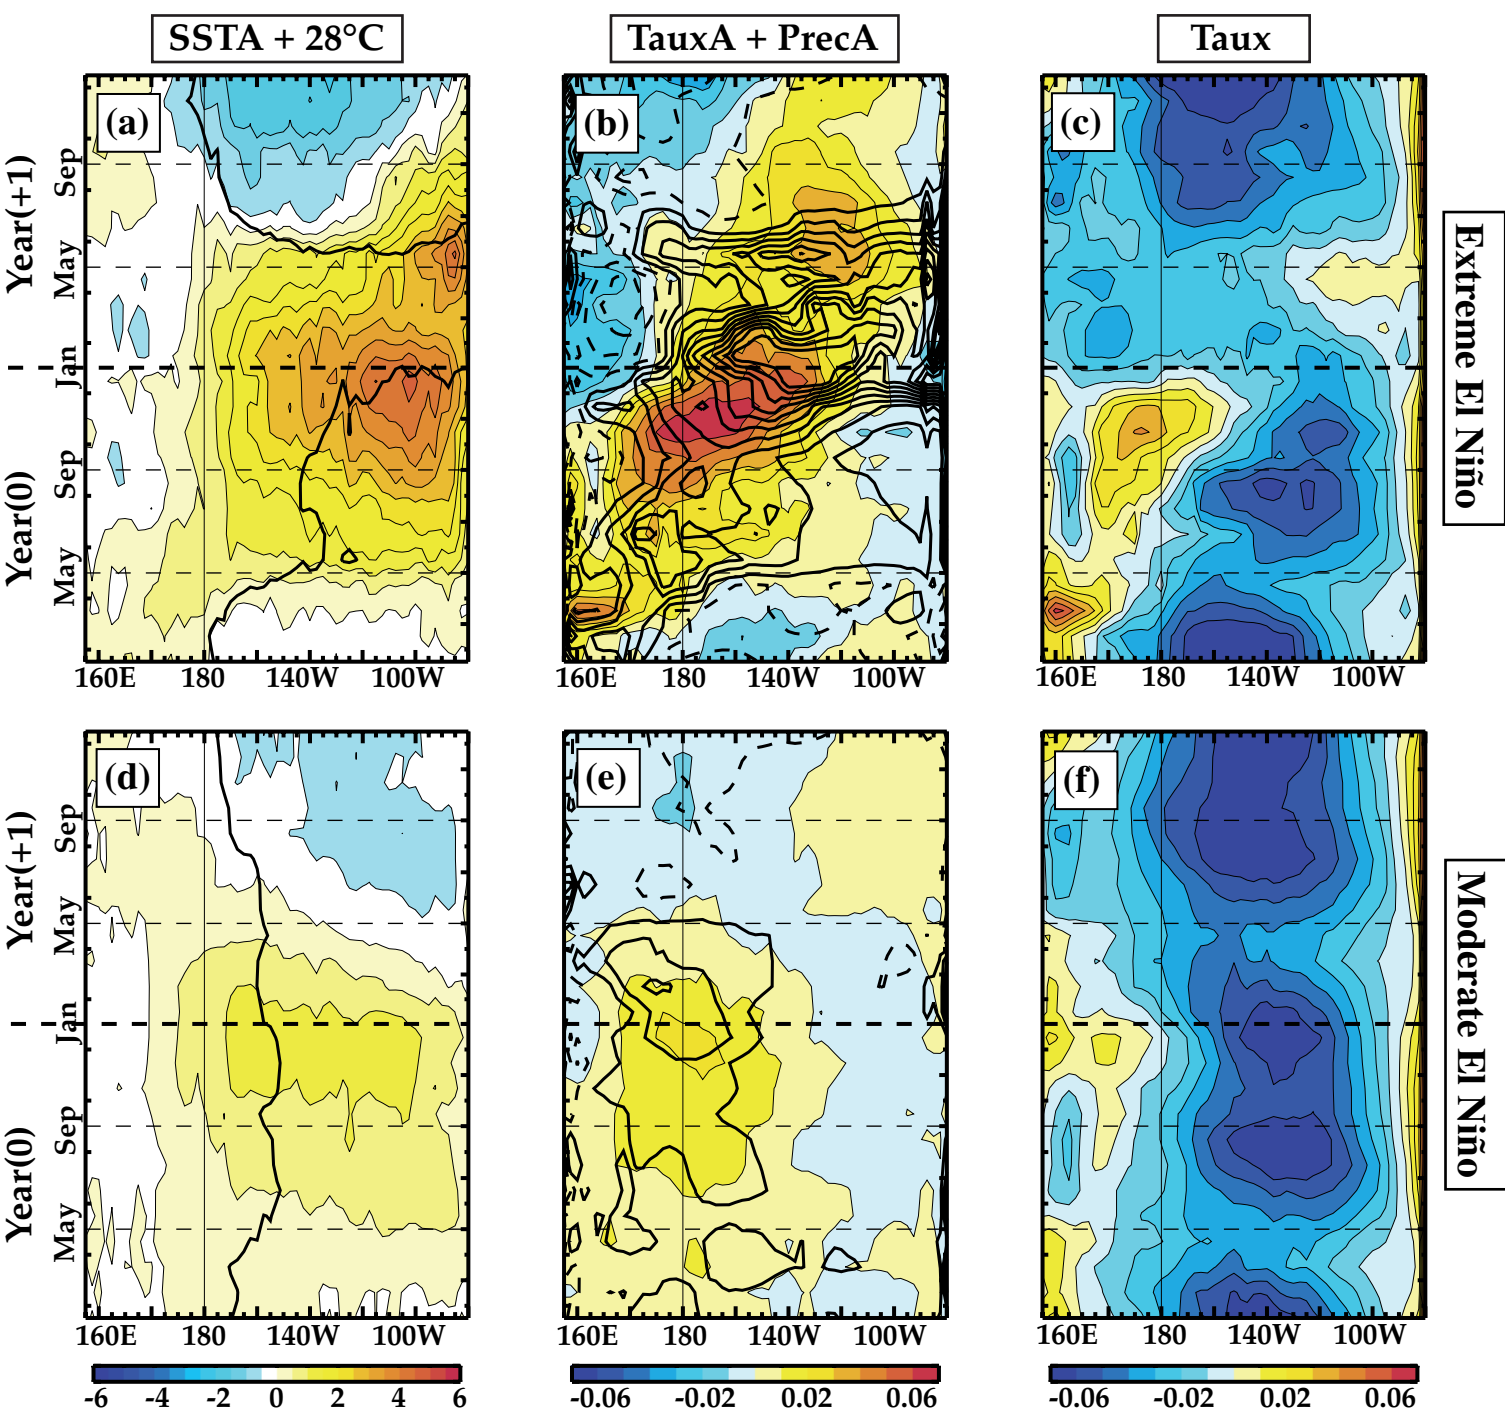 SSTA + 28°C
TauxA + PrecA
Taux
(a)
(b)
(c)
Year(+1)
Sep
May
Jan
Year(0)
Sep
May
Extreme El Niño
160E 180 140W 100W
160E 180 140W 100W
160E 180 140W 100W
(d)
(e)
(f)
Year(+1)
Sep
May
Jan
Year(0)
Sep
May
Moderate El Niño
160E 180 140W 100W
160E 180 140W 100W
160E 180 140W 100W
-6 -4 -2 0 2 4 6
-0.06 -0.02 0.02 0.06
-0.06 -0.02 0.02 0.06